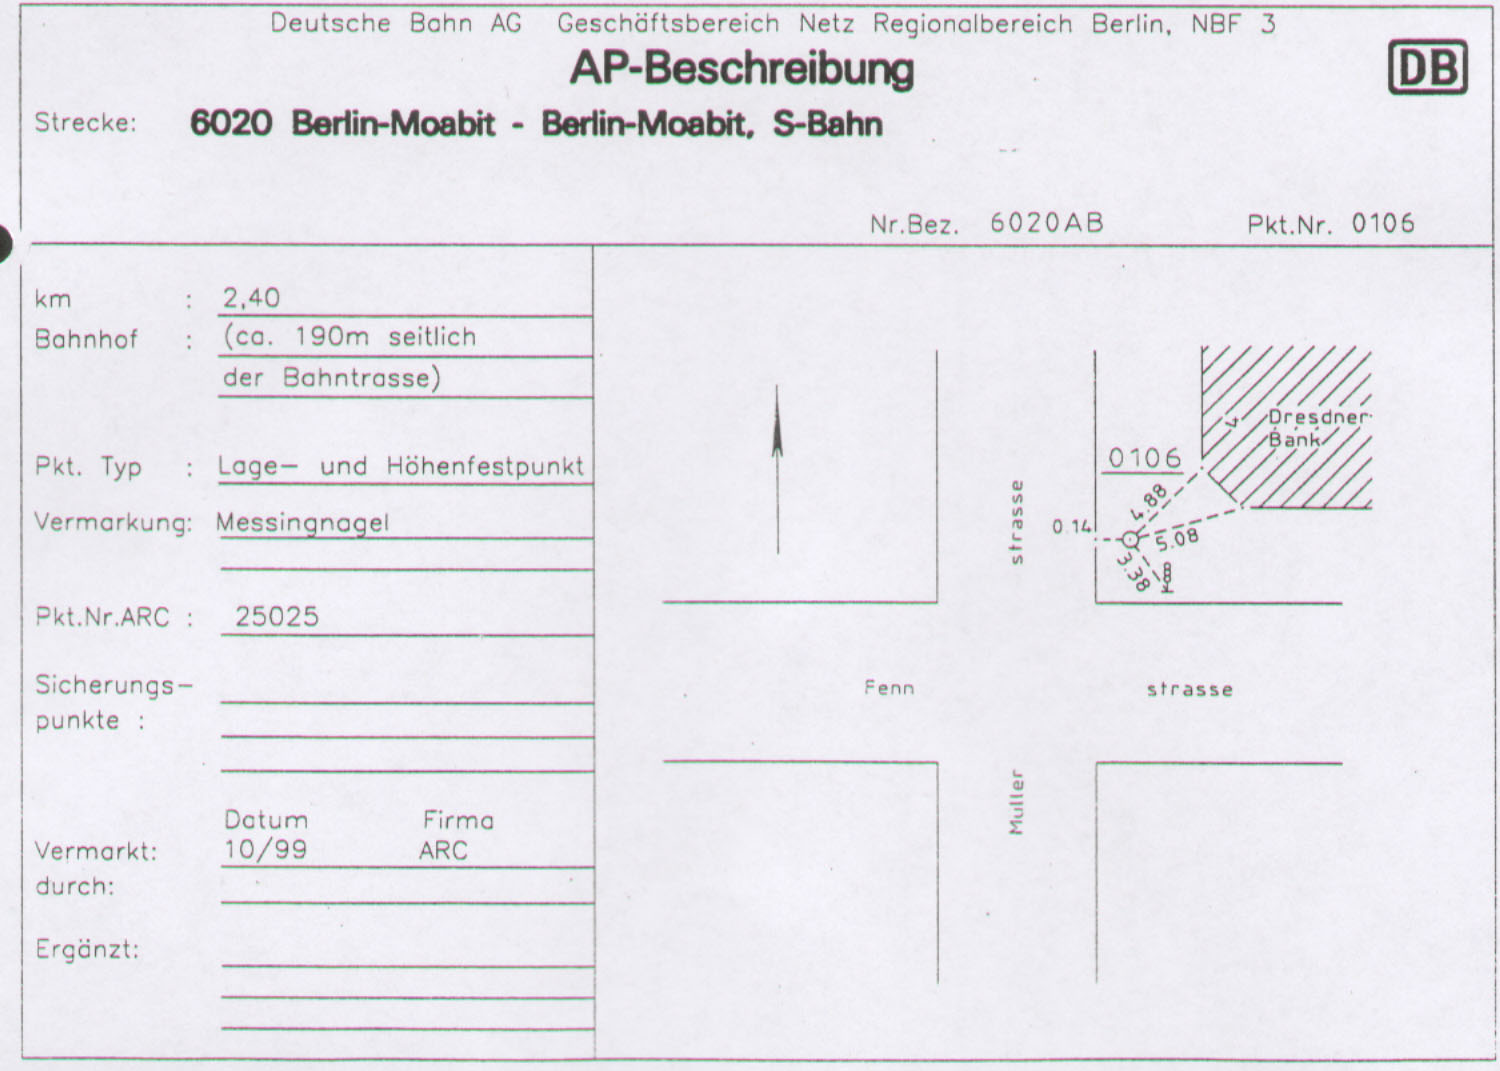 Deutsche Bahn AG Geschäftsbereich Netz Regionalbereich Berlin, NBF 3
AP-Beschreibung
DB
Strecke: 6020 Berlin-Moabit - Berlin-Moabit, S-Bahn
Nr.Bez. 6020AB Pkt.Nr. 0106
km : 2,40
Bahnhof : (ca. 190m seitlich
der Bahntrasse)
Pkt. Typ : Lage- und Höhenfestpunkt
Vermarkung: Messingnagel
Pkt.Nr.ARC : 25025
Sicherungs-
punkte :
Datum Firma
Vermarkt: 10/99 ARC
durch:
Ergänzt:
4
Dresdner
Bank
0106
4.88
0.14
5.08
3.38
strasse
Fenn strasse
Muller